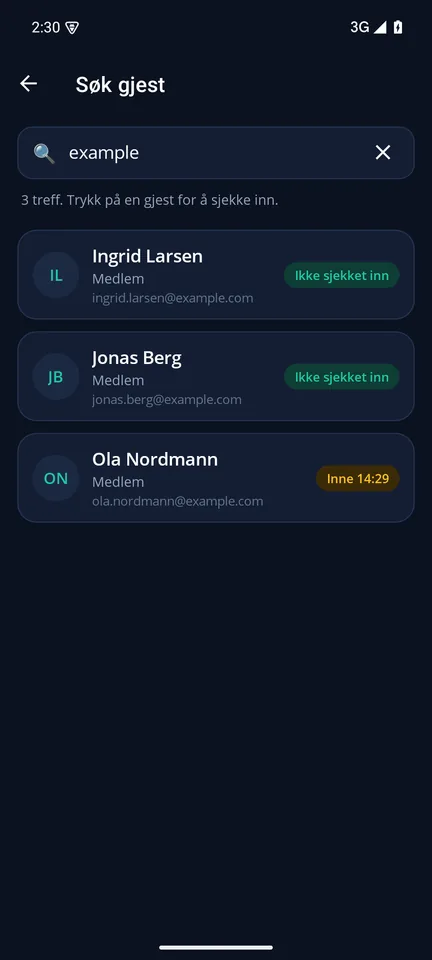 2:30
3G
Søk gjest
example
3 treff. Trykk på en gjest for å sjekke inn.
IL
Ingrid Larsen
Medlem
ingrid.larsen@example.com
Ikke sjekket inn
JB
Jonas Berg
Medlem
jonas.berg@example.com
Ikke sjekket inn
ON
Ola Nordmann
Medlem
ola.nordmann@example.com
Inne 14:29